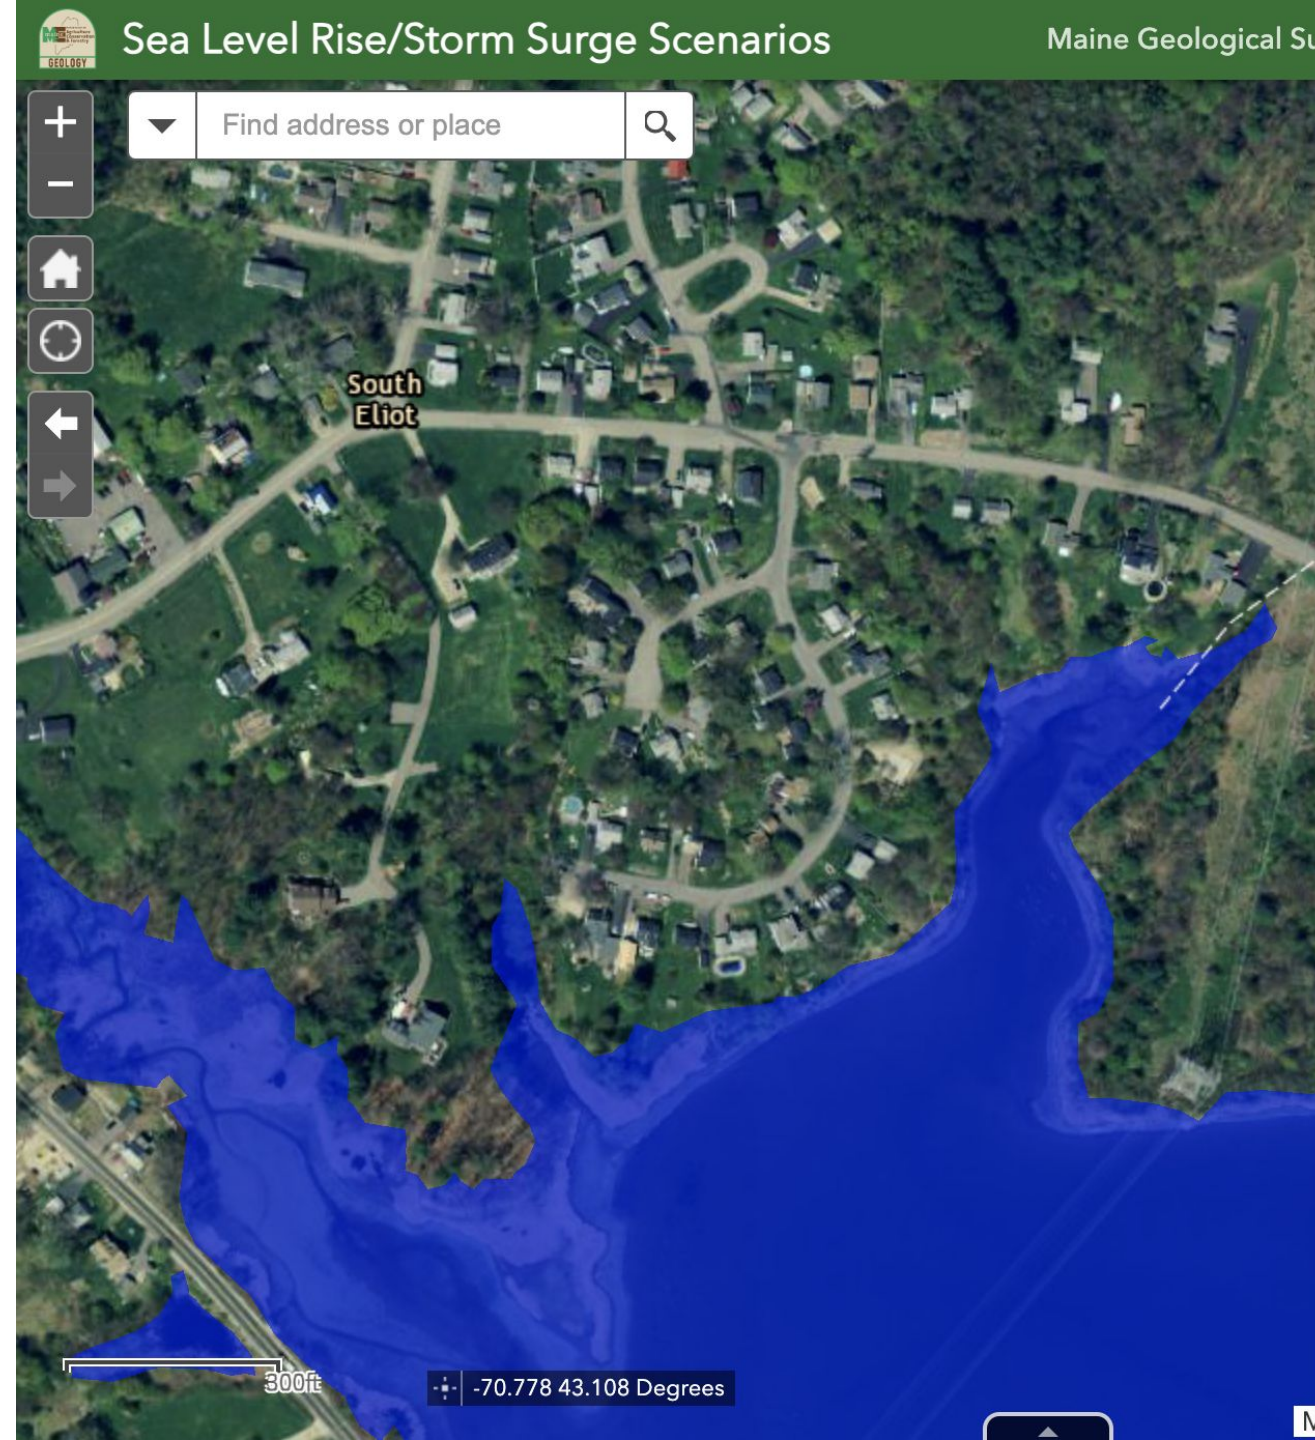 GEOLOGY
Sea Level Rise/Storm Surge Scenarios
Maine Geological Su
Find address or place
South
Eliot
300ft
-70.778 43.108 Degrees
M